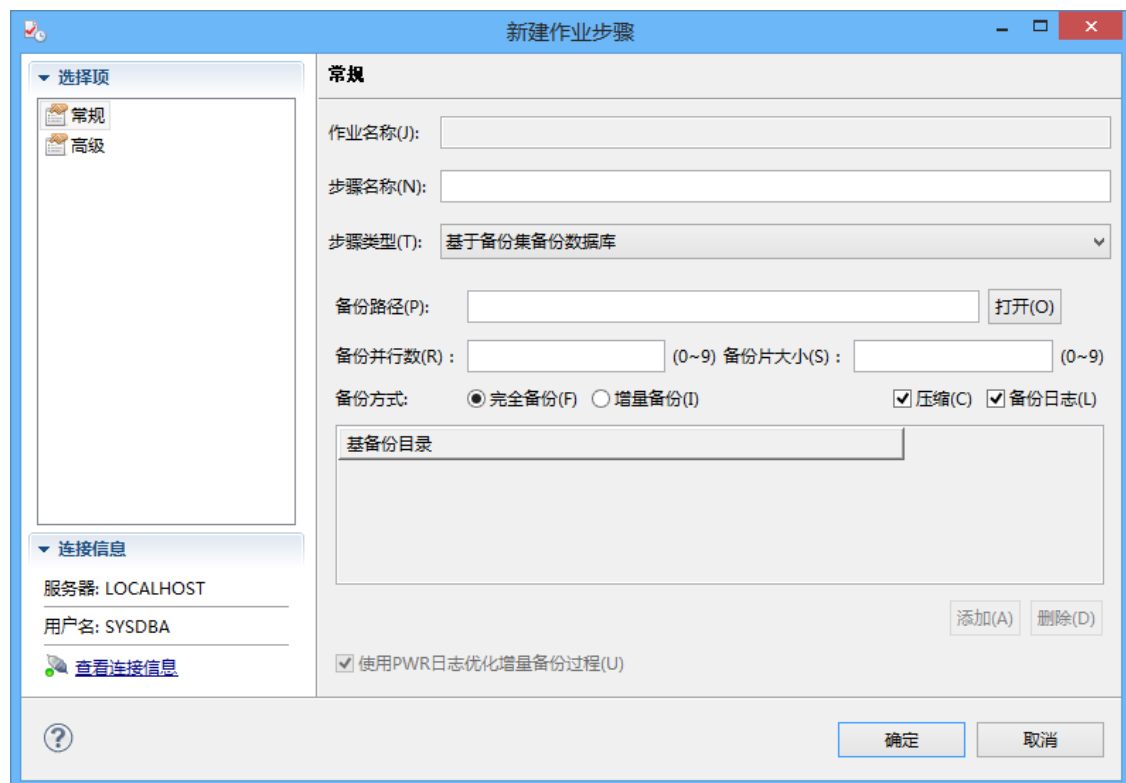 新建作业步骤
选择项
常规
高级
连接信息
服务器: LOCALHOST
用户名: SYSDBA
查看连接信息
常规
作业名称(J):
步骤名称(N):
步骤类型(T): 基于备份集备份数据库
备份路径(P): 打开(O)
备份并行数(R) : (0~9) 备份片大小(S) : (0~9)
备份方式: 完全备份(F) 增量备份(I) 压缩(C) 备份日志(L)
基备份目录
添加(A) 删除(D)
使用PWR日志优化增量备份过程(U)
? 确定 取消